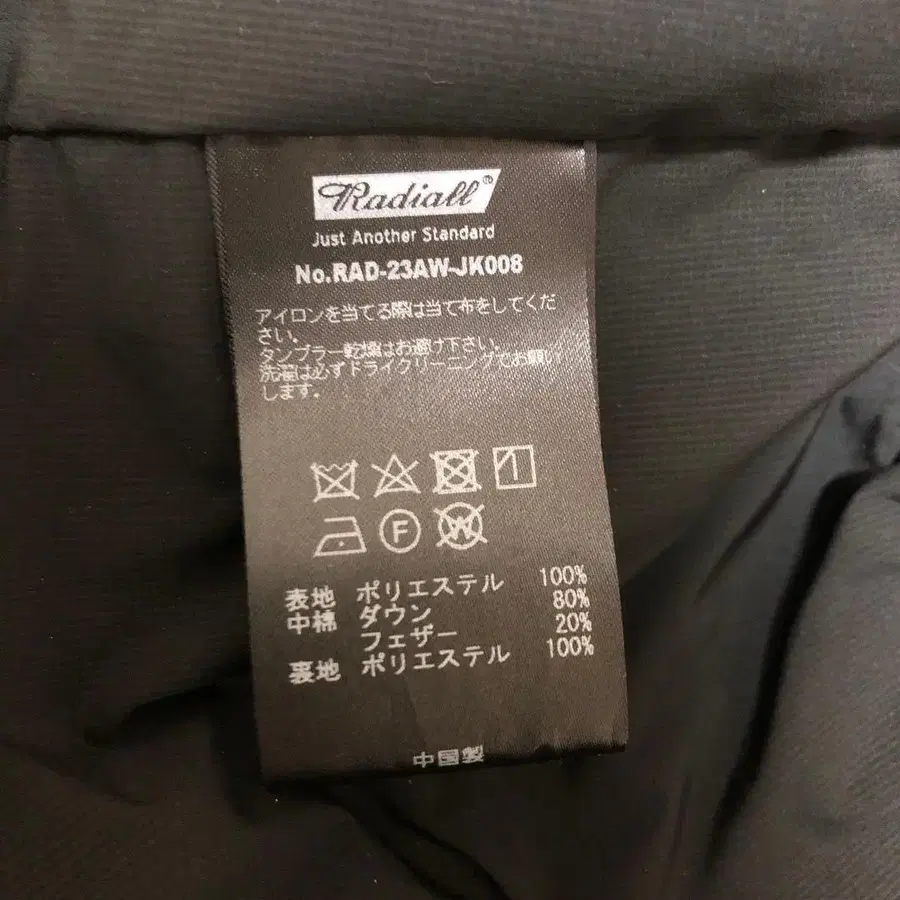 Radiall®
Just Another Standard
No.RAD-23AW-JK008
アイロンを当てる際は当て布をしてくだ
さい。
タンブラー乾燥はお避け下さい。
洗濯は必ずドライクリーニングでお願い
します。
F
W
表地 ポリエステル 100%
中棉 ダウン 80%
フェザー 20%
裏地 ポリエステル 100%
中国製